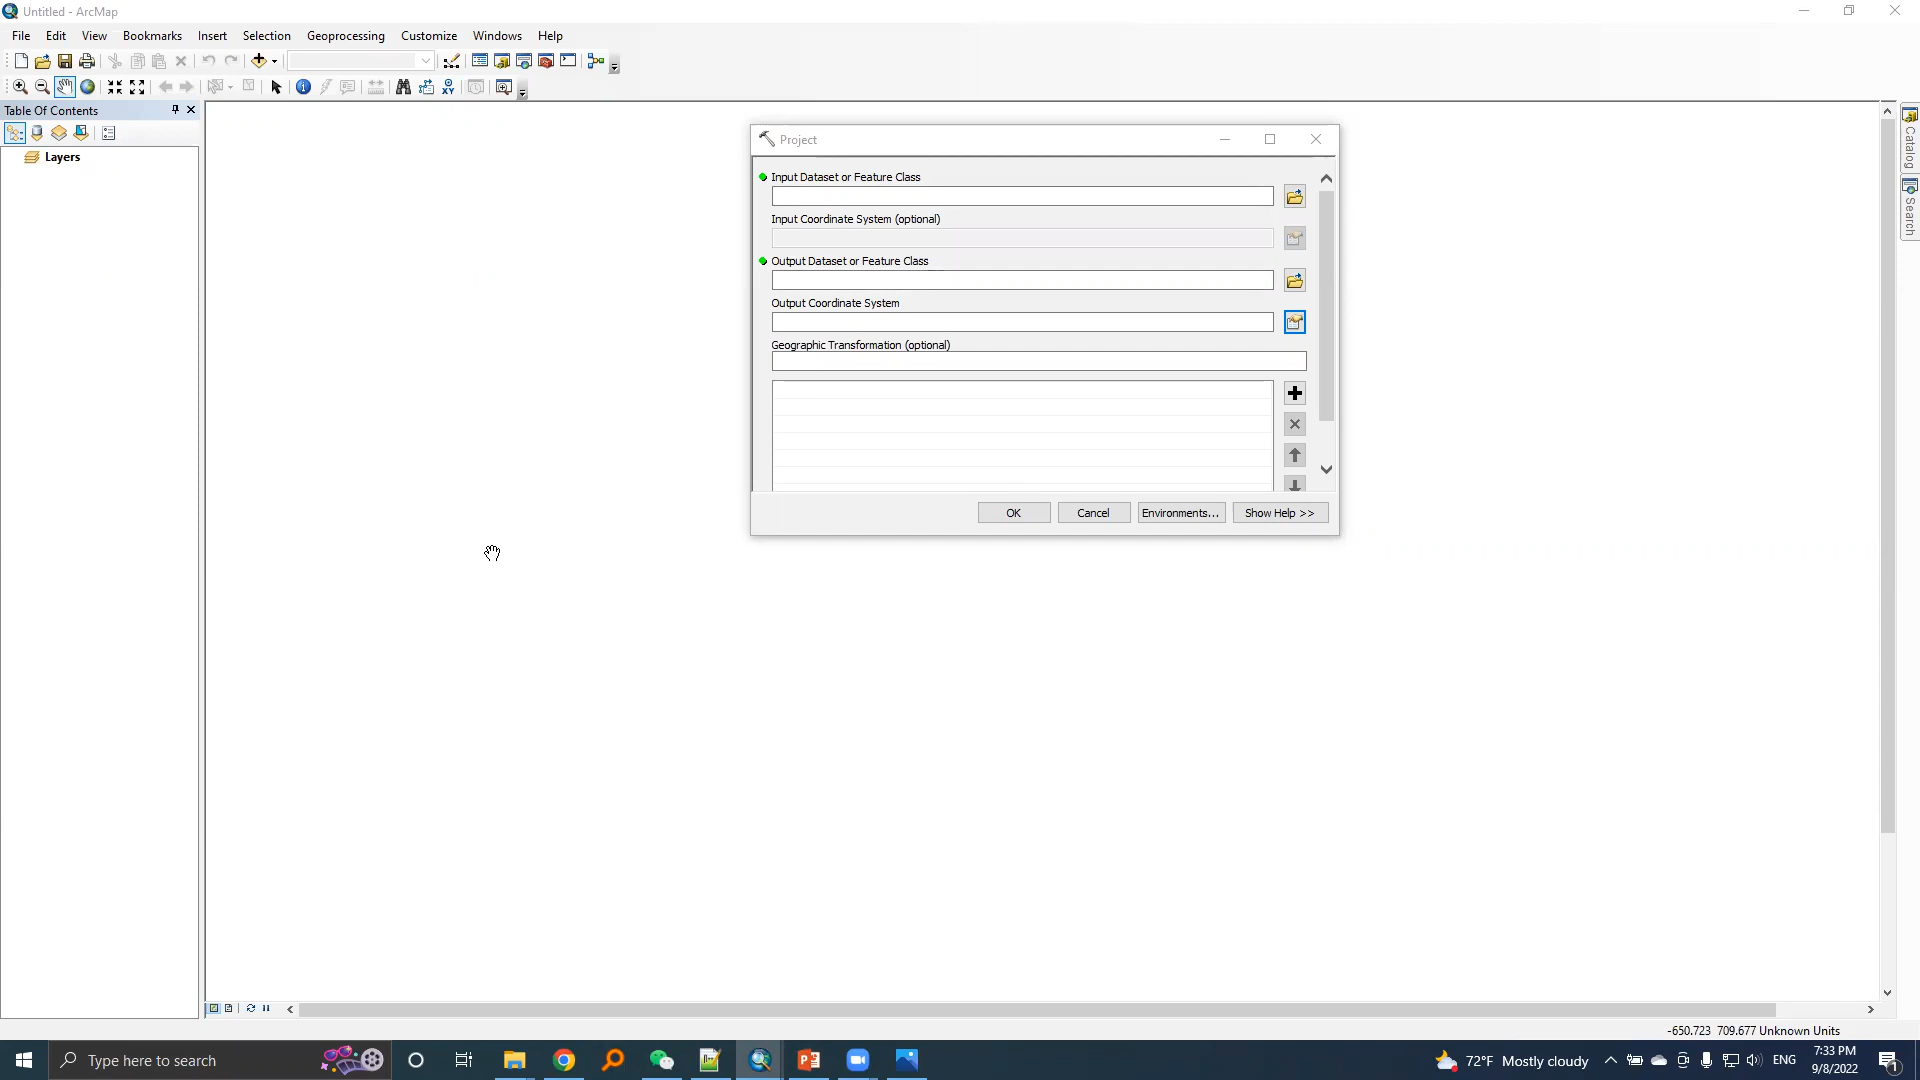 Untitled - ArcMap
File Edit View Bookmarks Insert Selection Geoprocessing Customize Windows Help
Table Of Contents
Layers
Project
Input Dataset or Feature Class
Input Coordinate System (optional)
Output Dataset or Feature Class
Output Coordinate System
Geographic Transformation (optional)
OK Cancel Environments... Show Help >>
Catalog
Search
-650.723 709.677 Unknown Units
Type here to search
72°F Mostly cloudy
ENG
7:33 PM
9/8/2022
1